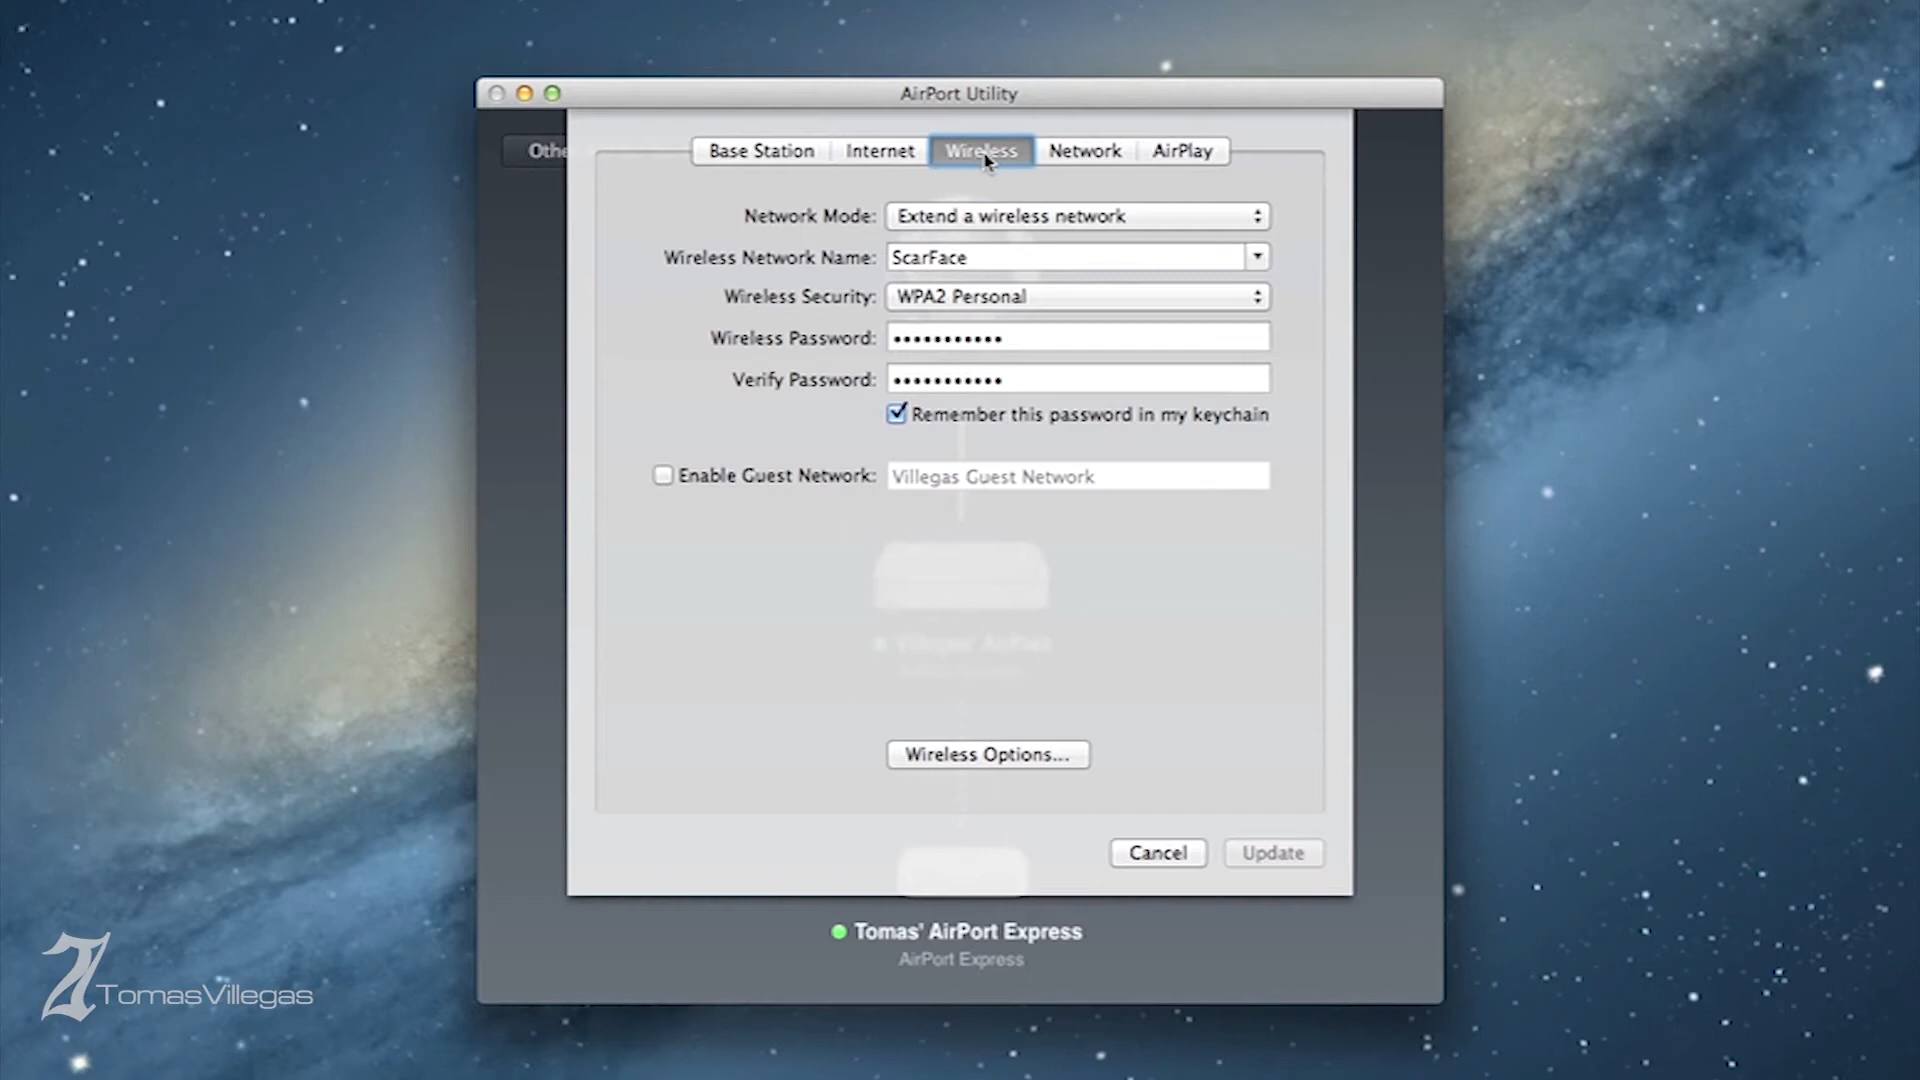 AirPort Utility
Othe
Base Station Internet Wireless Network AirPlay
Network Mode: Extend a wireless network
Wireless Network Name: ScarFace
Wireless Security: WPA2 Personal
Wireless Password: •••••••••••
Verify Password: •••••••••••
Remember this password in my keychain
Enable Guest Network: Villegas Guest Network
Villegas' AirPort
Wireless Options...
Cancel Update
Tomas' AirPort Express
AirPort Express
TomasVillegas